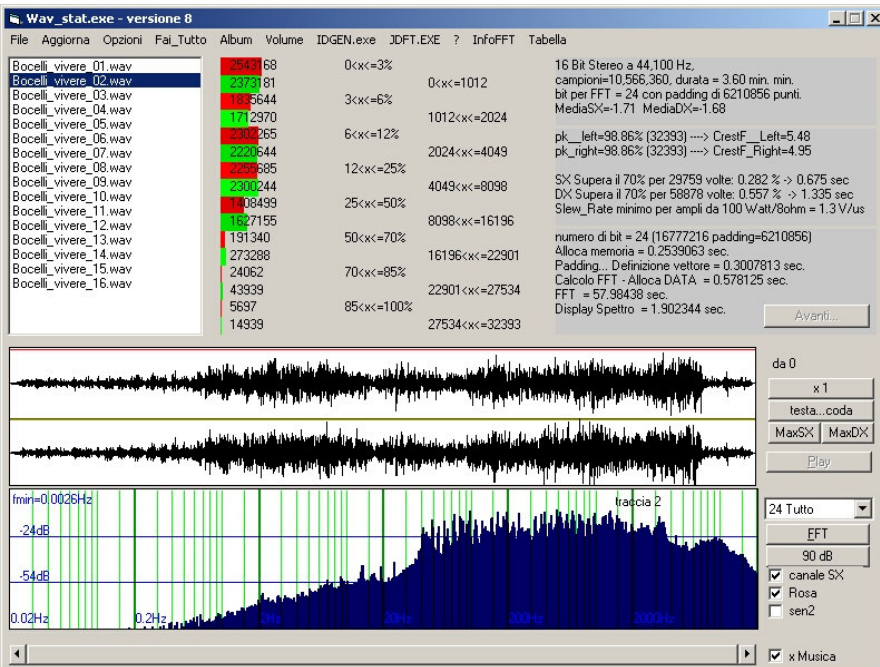 Wav_stat.exe - versione 8
File Aggiorna Opzioni Fai_Tutto Album Volume IDGEN.exe JDFT.EXE ? InfoFFT Tabella
Bocelli_vivere_01.wav
Bocelli_vivere_02.wav
Bocelli_vivere_03.wav
Bocelli_vivere_04.wav
Bocelli_vivere_05.wav
Bocelli_vivere_06.wav
Bocelli_vivere_07.wav
Bocelli_vivere_08.wav
Bocelli_vivere_09.wav
Bocelli_vivere_10.wav
Bocelli_vivere_11.wav
Bocelli_vivere_12.wav
Bocelli_vivere_13.wav
Bocelli_vivere_14.wav
Bocelli_vivere_15.wav
Bocelli_vivere_16.wav
2543168 0<x<=3%
2373181 0<x<=1012
1835644 3<x<=6%
1712970 1012<x<=2024
2302265 6<x<=12%
2220644 2024<x<=4049
2255685 12<x<=25%
2300244 4049<x<=8098
1408499 25<x<=50%
1627155 8098<x<=16196
191340 50<x<=70%
273288 16196<x<=22901
24062 70<x<=85%
43939 22901<x<=27534
5697 85<x<=100%
14939 27534<x<=32393
16 Bit Stereo a 44,100 Hz,
campioni=10,566,360, durata = 3.60 min. min.
bit per FFT = 24 con padding di 6210856 punti.
MediaSX=-1.71 MediaDX=-1.68
pk__left=98.86% (32393) ----> CrestF__Left=5.48
pk_right=98.86% (32393) ----> CrestF_Right=4.95
SX Supera il 70% per 29759 volte: 0.282 % -> 0.675 sec
DX Supera il 70% per 58878 volte: 0.557 % -> 1.335 sec
Slew_Rate minimo per ampli da 100 Watt/8ohm = 1.3 V/us
numero di bit = 24 (16777216 padding=6210856)
Alloca memoria = 0.2539063 sec.
Padding... Definizione vettore = 0.3007813 sec.
Calcolo FFT - Alloca DATA = 0.578125 sec.
FFT = 57.98438 sec.
Display Spettro = 1.902344 sec.
Avanti...
da 0
x 1
testa...coda
MaxSX MaxDX
Play
fmin=0.0026Hz
traccia 2
-24dB
-54dB
0.02Hz 0.2Hz 2Hz 20Hz 200Hz 2000Hz
24 Tutto
FFT
90 dB
canale SX
Rosa
sen2
x Musica